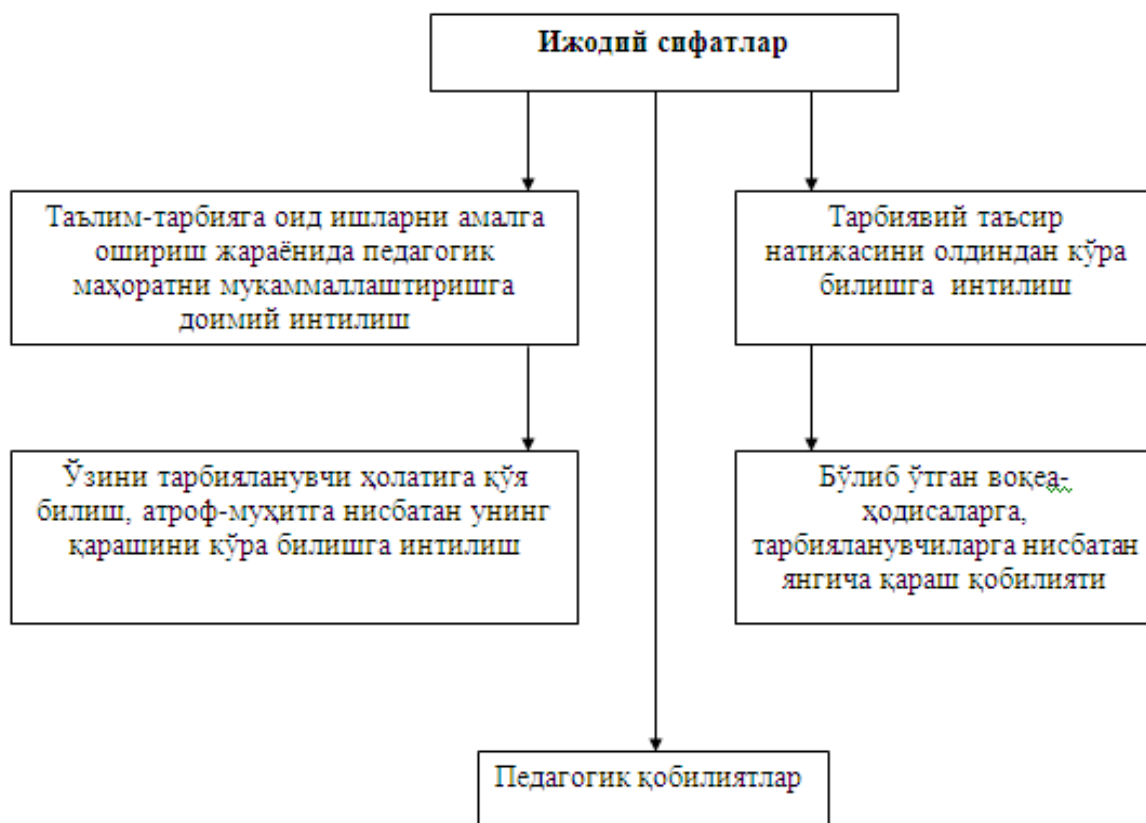 Ижодий сифатлар
Таълим-тарбияга оид ишларни амалга
ошириш жараёнида педагогик
маҳоратни мукаммаллаштиришга
доимий интилиш
Тарбиявий таъсир
натижасини олдиндан кўра
билишга интилиш
Ўзини тарбияланувчи ҳолатига қўя
билиш, атроф-муҳитга нисбатан унинг
қарашини кўра билишга интилиш
Бўлиб ўтган воқеа-
ҳодисаларга,
тарбияланувчиларга нисбатан
янгича қараш қобилияти
Педагогик қобилиятлар